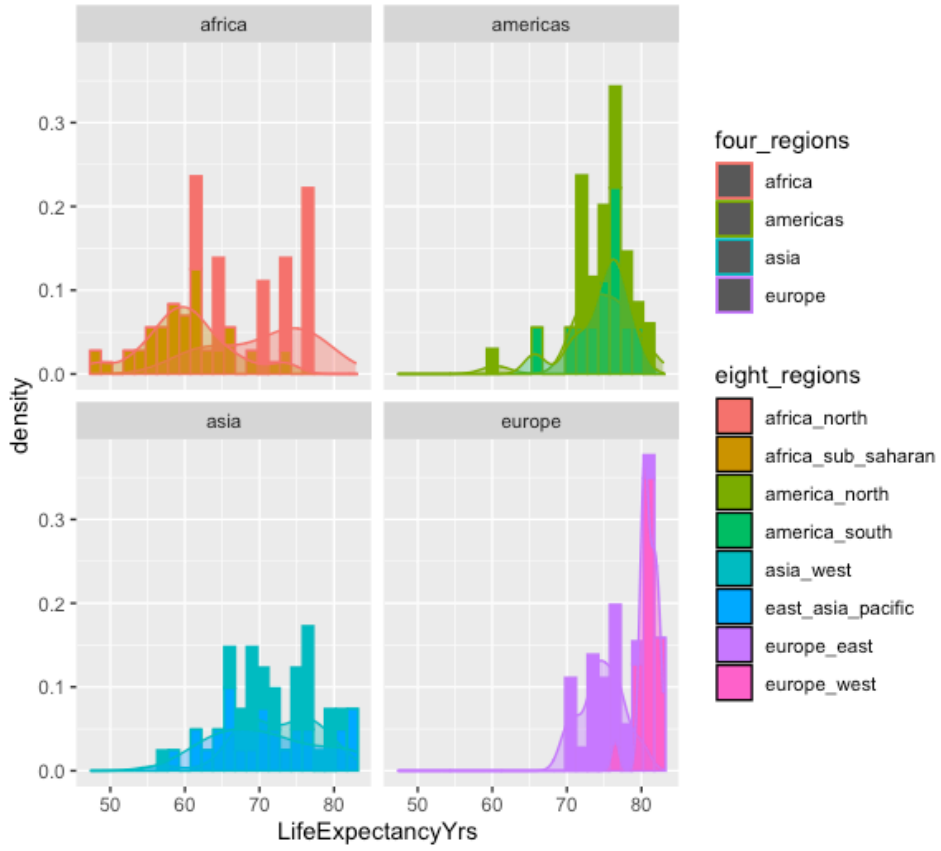 africa americas
0.3
0.2
0.1
0.0
asia europe
0.3
0.2
0.1
0.0
50 60 70 80 50 60 70 80
LifeExpectancyYrs
density
four_regions
africa
americas
asia
europe
eight_regions
africa_north
africa_sub_saharan
america_north
america_south
asia_west
east_asia_pacific
europe_east
europe_west